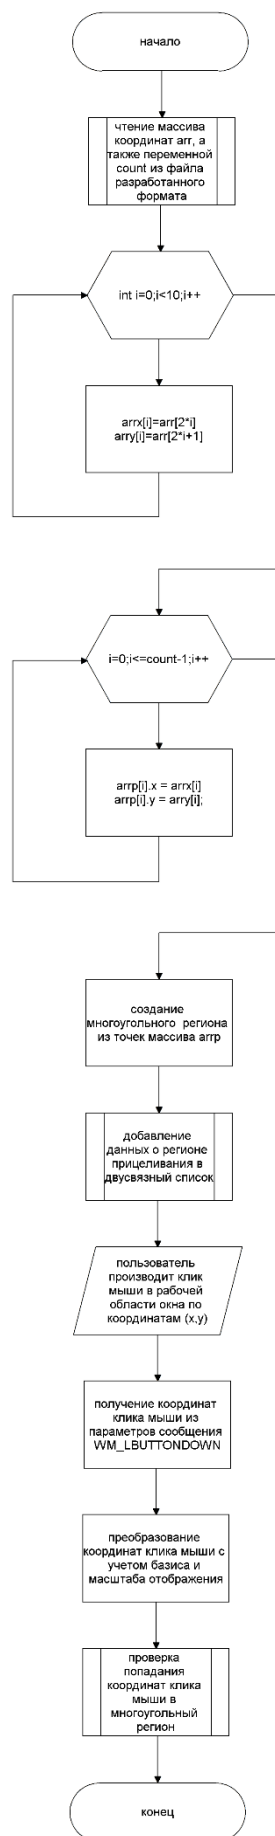 начало
чтение массива
координат arr, а
также переменной
count из файла
разработанного
формата
int i=0;i<10;i++
arrx[i]=arr[2*i]
arry[i]=arr[2*i+1]
i=0;i<=count-1;i++
arrp[i].x = arrx[i]
arrp[i].y = arry[i];
создание
многоугольного региона
из точек массива arrp
добавление
данных о регионе
прицеливания в
двусвязный список
пользователь
производит клик
мыши в рабочей
области окна по
координатам (x,y)
получение координат
клика мыши из
параметров сообщения
WM_LBUTTONDOWN
преобразование
координат клика мыши с
учетом базиса и
масштаба отображения
проверка
попадания
координат клика
мыши в
многоугольный
регион
конец